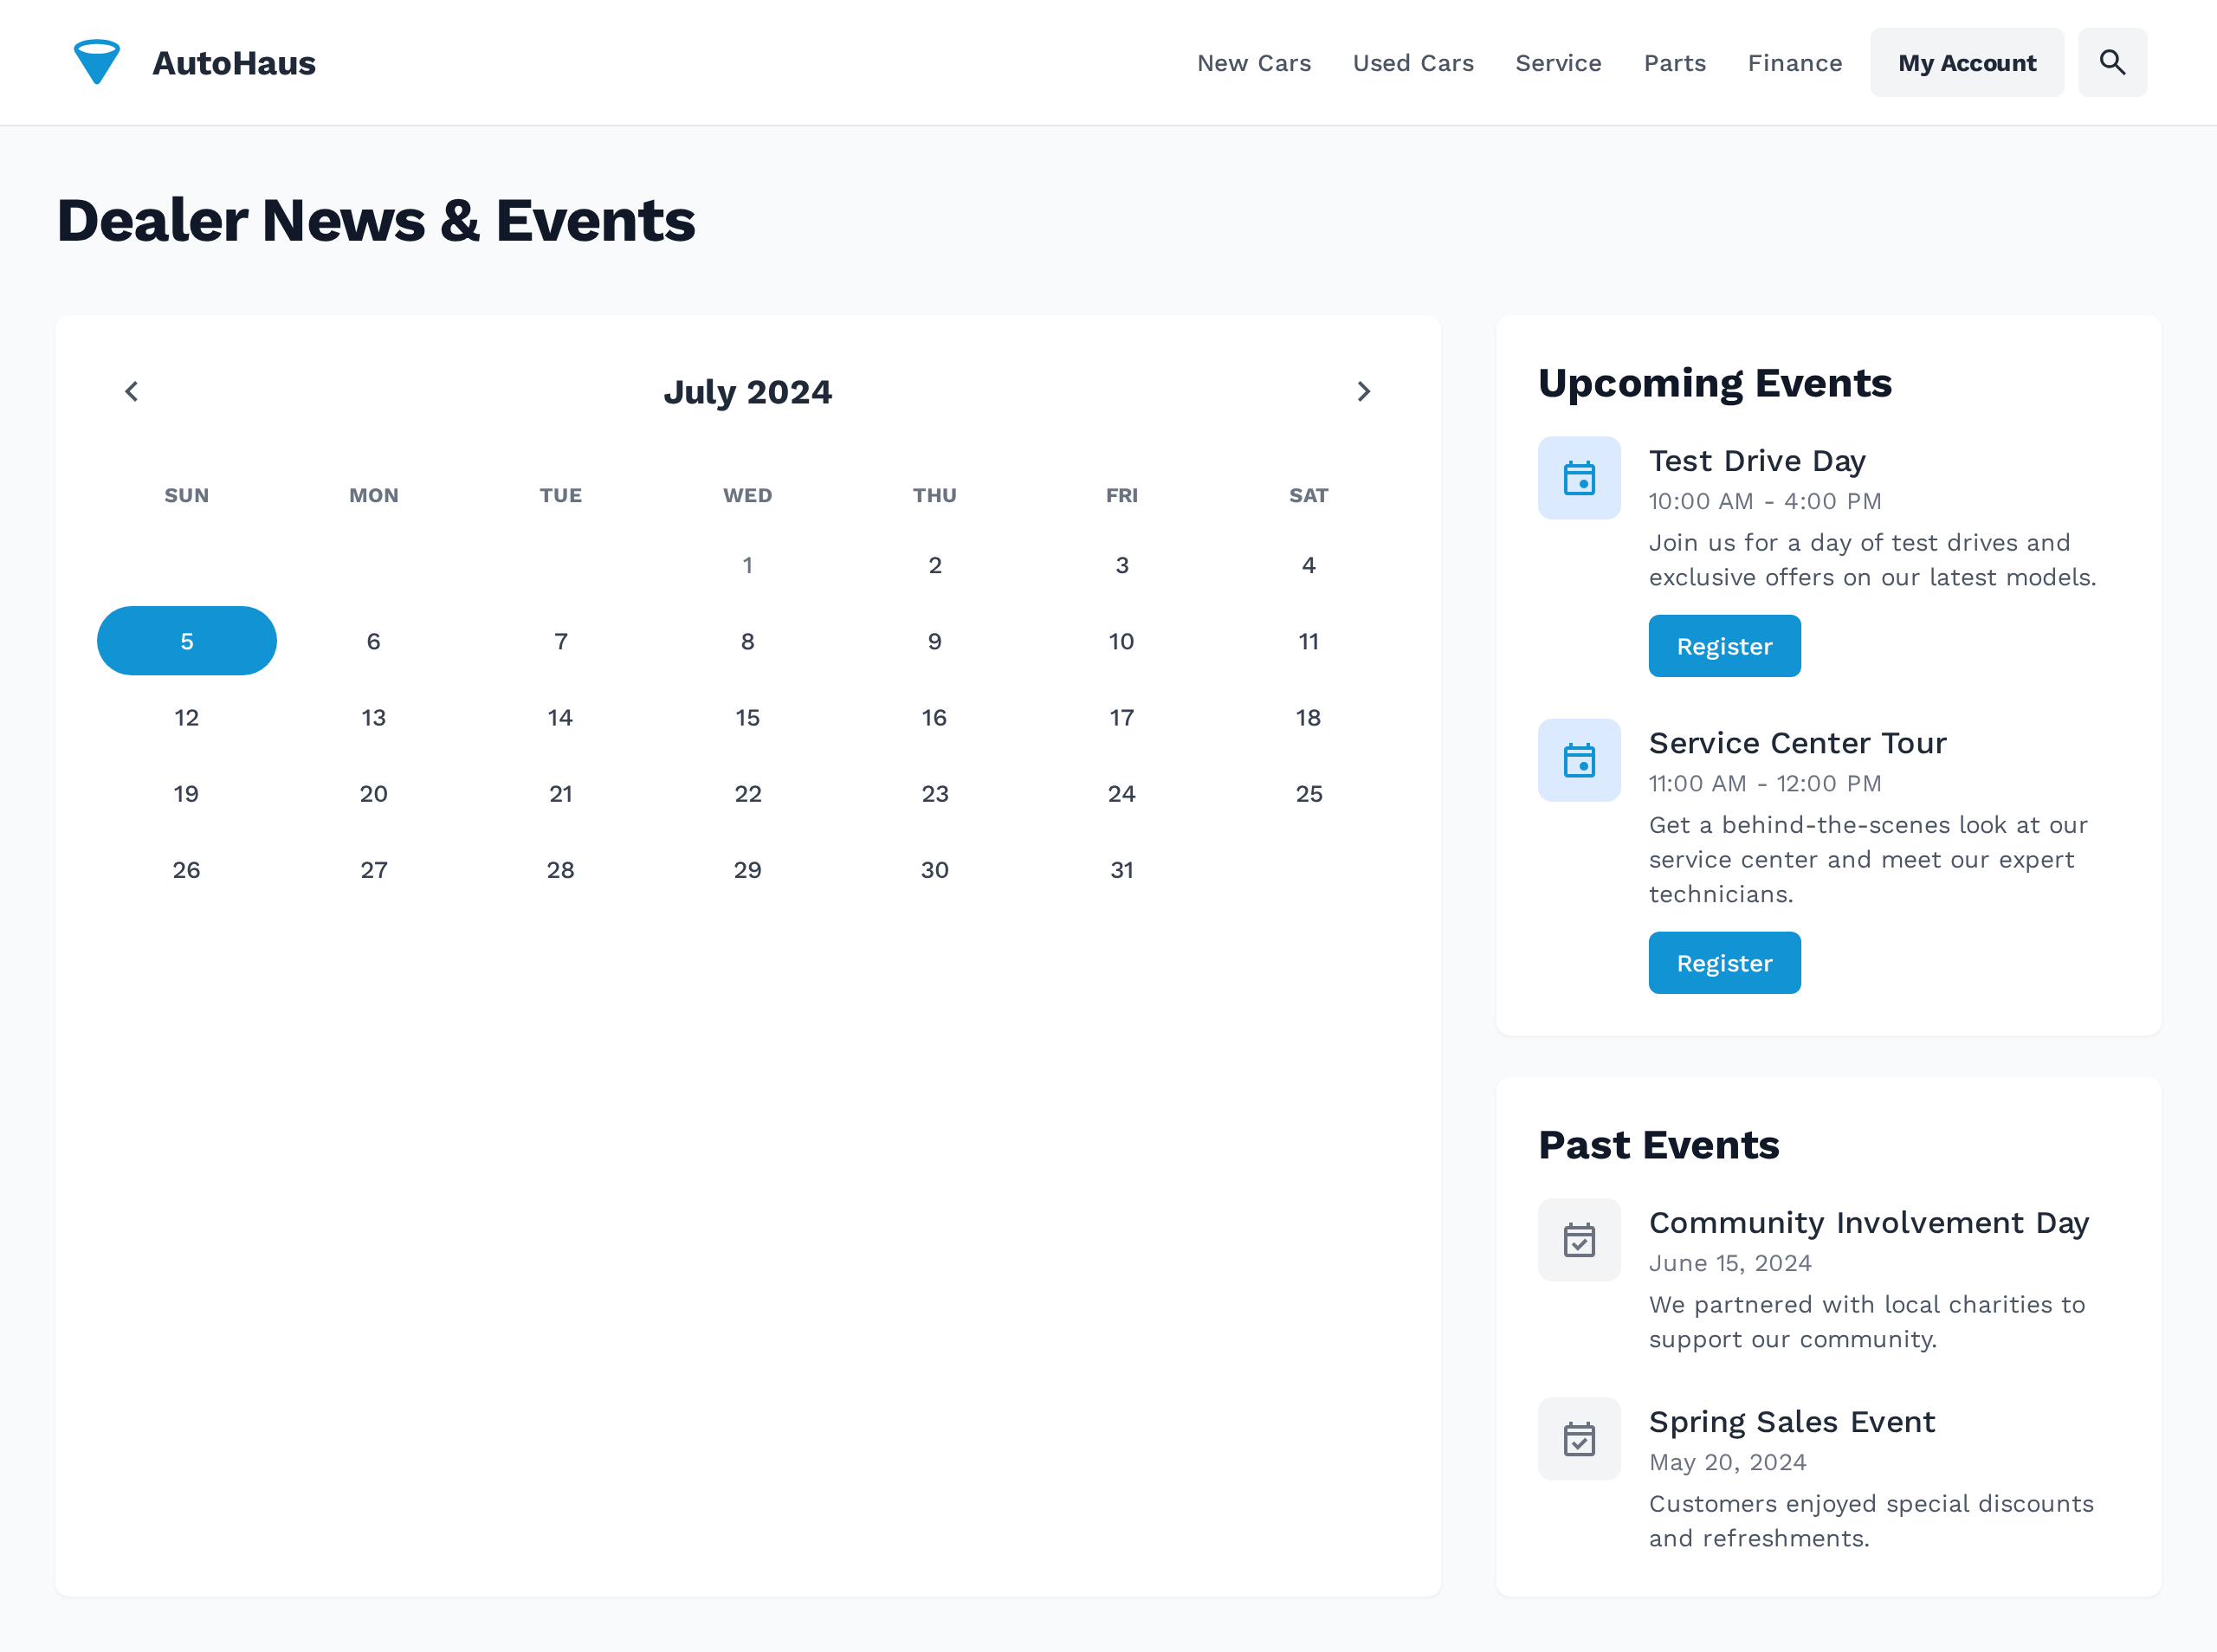 AutoHaus
New Cars
Used Cars
Service
Parts
Finance
My Account
Dealer News & Events
July 2024
SUN MON TUE WED THU FRI SAT
1 2 3 4
5 6 7 8 9 10 11
12 13 14 15 16 17 18
19 20 21 22 23 24 25
26 27 28 29 30 31
Upcoming Events
Test Drive Day
10:00 AM - 4:00 PM
Join us for a day of test drives and
exclusive offers on our latest models.
Register
Service Center Tour
11:00 AM - 12:00 PM
Get a behind-the-scenes look at our
service center and meet our expert
technicians.
Register
Past Events
Community Involvement Day
June 15, 2024
We partnered with local charities to
support our community.
Spring Sales Event
May 20, 2024
Customers enjoyed special discounts
and refreshments.